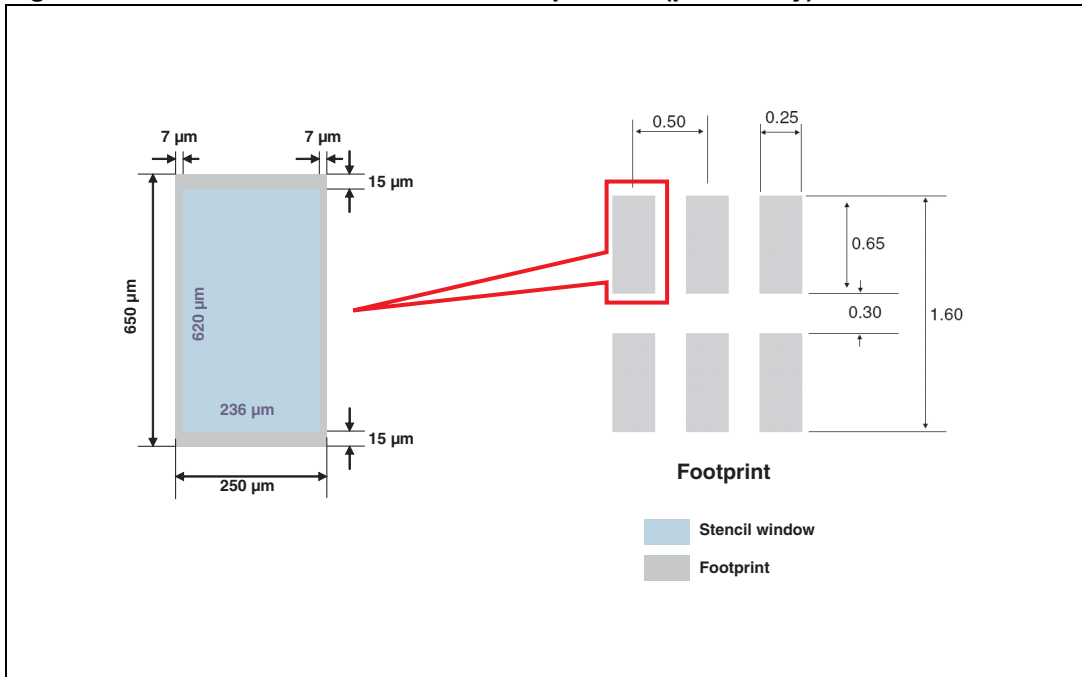 7 µm
7 µm
15 µm
650 µm
620 µm
236 µm
15 µm
250 µm
0.50
0.25
0.65
0.30
1.60
Footprint
Stencil window
Footprint